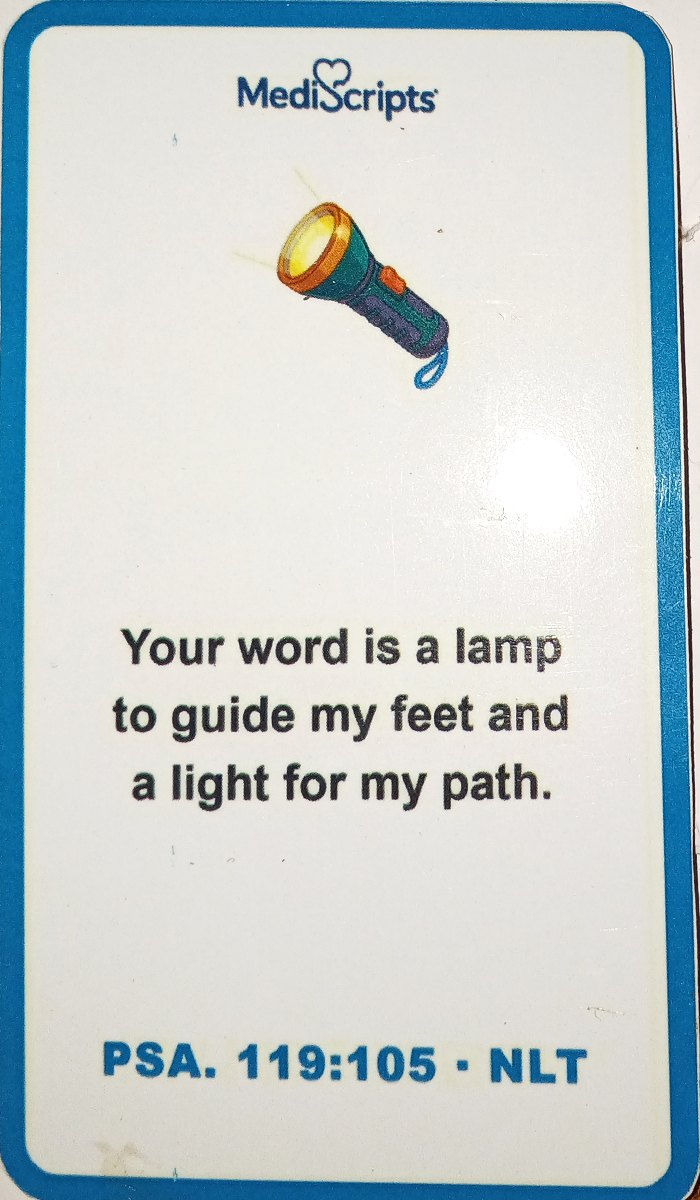 MediScripts
Your word is a lamp
to guide my feet and
a light for my path.
PSA. 119:105 · NLT